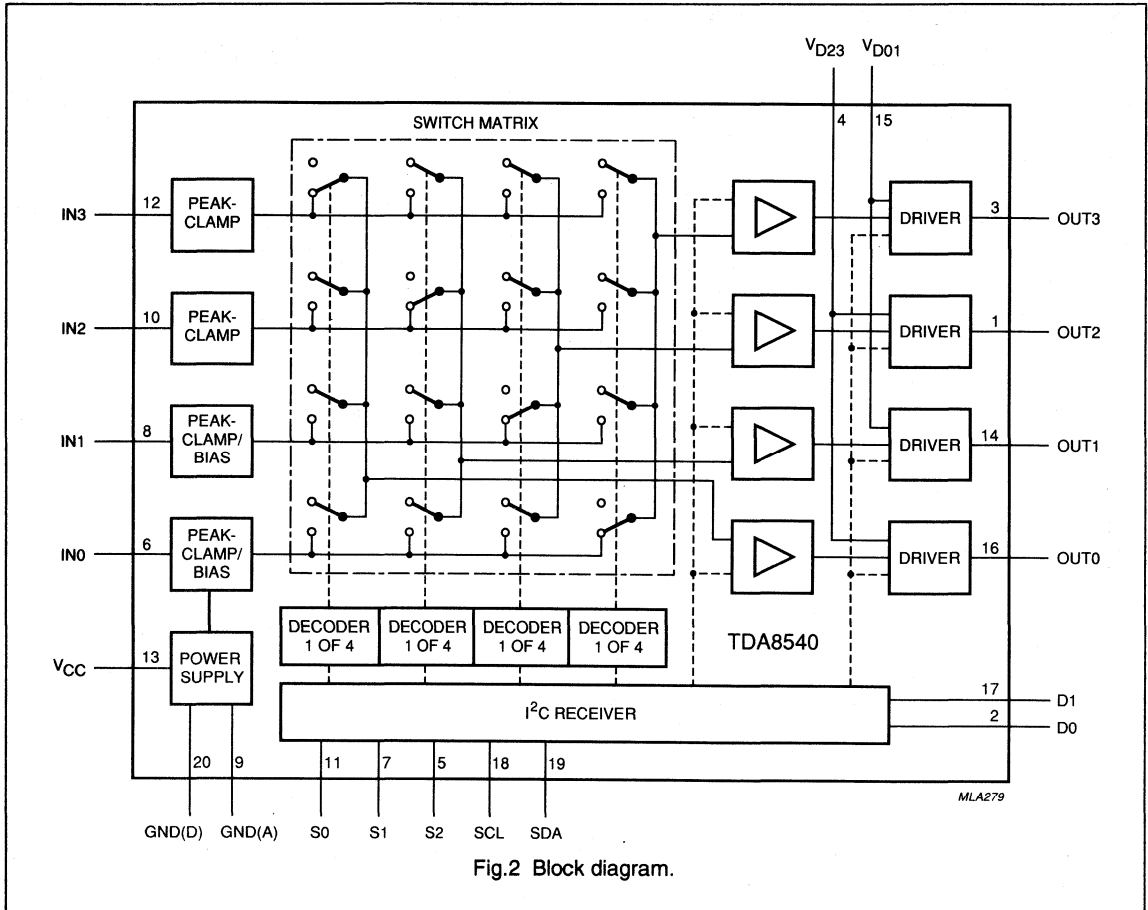 V_D23 V_D01
4 15
SWITCH MATRIX
IN3 12 PEAK-
CLAMP
DRIVER 3 OUT3
IN2 10 PEAK-
CLAMP
DRIVER 1 OUT2
IN1 8 PEAK-
CLAMP/
BIAS
DRIVER 14 OUT1
IN0 6 PEAK-
CLAMP/
BIAS
DRIVER 16 OUT0
DECODER DECODER DECODER DECODER
1 OF 4 1 OF 4 1 OF 4 1 OF 4
TDA8540
V_CC 13 POWER
SUPPLY
I²C RECEIVER
17 D1
2 D0
20 9 11 7 5 18 19
MLA279
GND(D) GND(A) S0 S1 S2 SCL SDA
Fig.2 Block diagram.